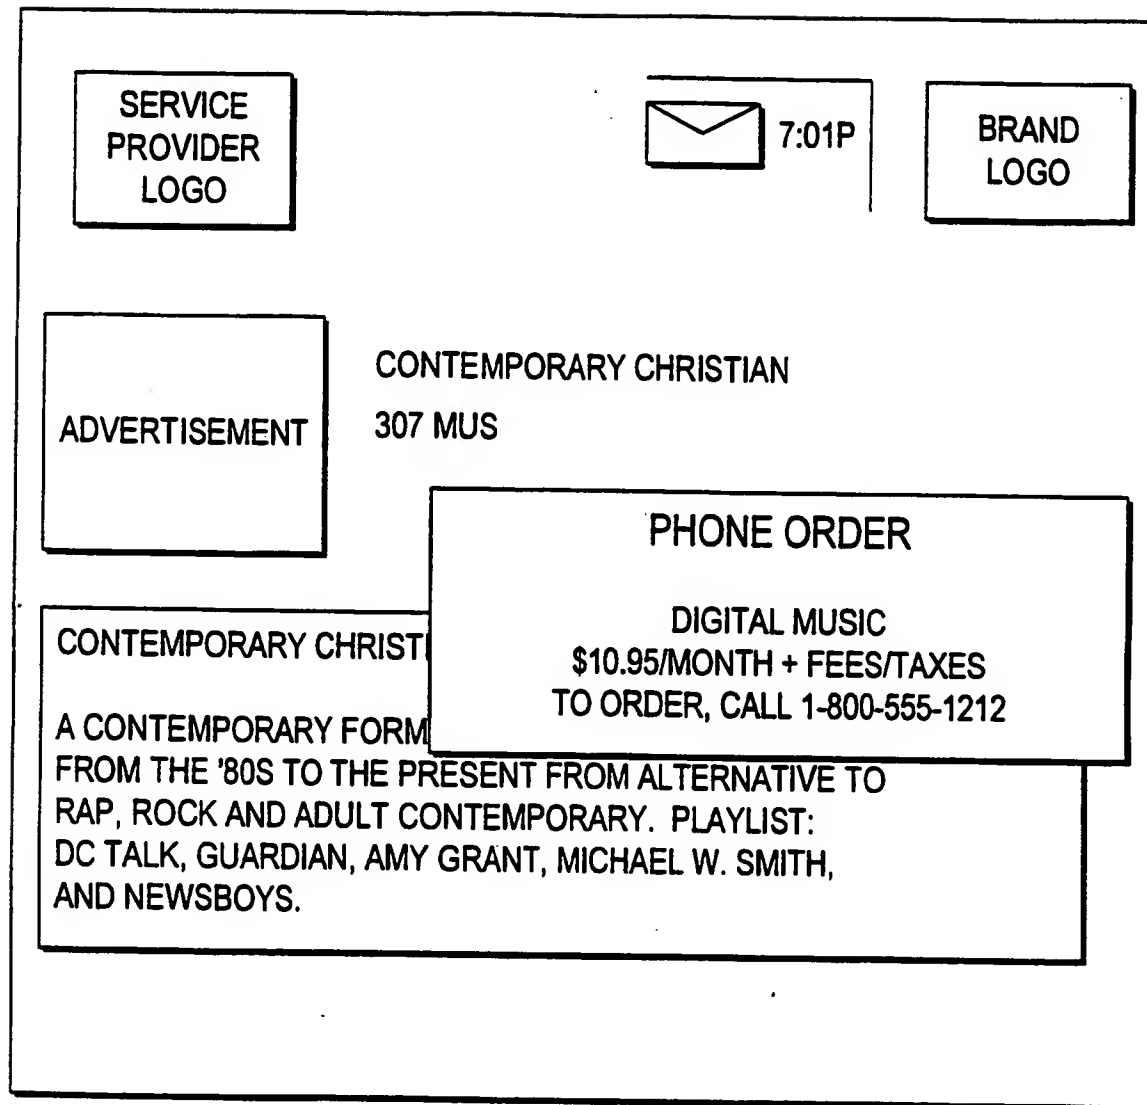 SERVICE
PROVIDER
LOGO
7:01P
BRAND
LOGO
ADVERTISEMENT
CONTEMPORARY CHRISTIAN
307 MUS
PHONE ORDER
DIGITAL MUSIC
$10.95/MONTH + FEES/TAXES
TO ORDER, CALL 1-800-555-1212
CONTEMPORARY CHRISTI
A CONTEMPORARY FORM
FROM THE '80S TO THE PRESENT FROM ALTERNATIVE TO
RAP, ROCK AND ADULT CONTEMPORARY. PLAYLIST:
DC TALK, GUARDIAN, AMY GRANT, MICHAEL W. SMITH,
AND NEWSBOYS.